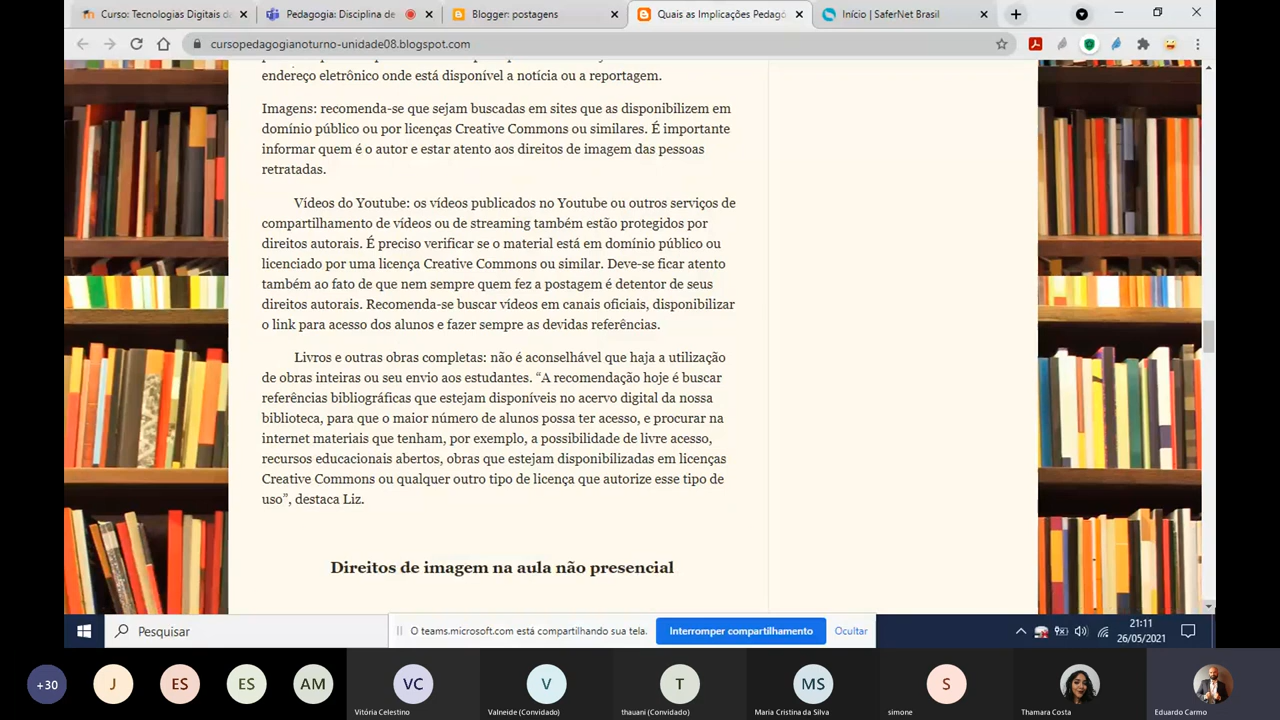 Curso: Tecnologias Digitais do
Pedagogia: Disciplina de
Blogger: postagens
Quais as Implicações Pedagó
Início | SaferNet Brasil
cursopedagogianoturno-unidade08.blogspot.com
endereço eletrônico onde está disponível a notícia ou a reportagem.
Imagens: recomenda-se que sejam buscadas em sites que as disponibilizem em
domínio público ou por licenças Creative Commons ou similares. É importante
informar quem é o autor e estar atento aos direitos de imagem das pessoas
retratadas.
Vídeos do Youtube: os vídeos publicados no Youtube ou outros serviços de
compartilhamento de vídeos ou de streaming também estão protegidos por
direitos autorais. É preciso verificar se o material está em domínio público ou
licenciado por uma licença Creative Commons ou similar. Deve-se ficar atento
também ao fato de que nem sempre quem fez a postagem é detentor de seus
direitos autorais. Recomenda-se buscar vídeos em canais oficiais, disponibilizar
o link para acesso dos alunos e fazer sempre as devidas referências.
Livros e outras obras completas: não é aconselhável que haja a utilização
de obras inteiras ou seu envio aos estudantes. “A recomendação hoje é buscar
referências bibliográficas que estejam disponíveis no acervo digital da nossa
biblioteca, para que o maior número de alunos possa ter acesso, e procurar na
internet materiais que tenham, por exemplo, a possibilidade de livre acesso,
recursos educacionais abertos, obras que estejam disponibilizadas em licenças
Creative Commons ou qualquer outro tipo de licença que autorize esse tipo de
uso”, destaca Liz.
Direitos de imagem na aula não presencial
Pesquisar
O teams.microsoft.com está compartilhando sua tela.
Interromper compartilhamento
Ocultar
21:11
26/05/2021
+30
J
ES
ES
AM
VC
V
T
MS
S
Vitória Celestino
Valneide (Convidado)
thauani (Convidado)
Maria Cristina da Silva
simone
Thamara Costa
Eduardo Carmo